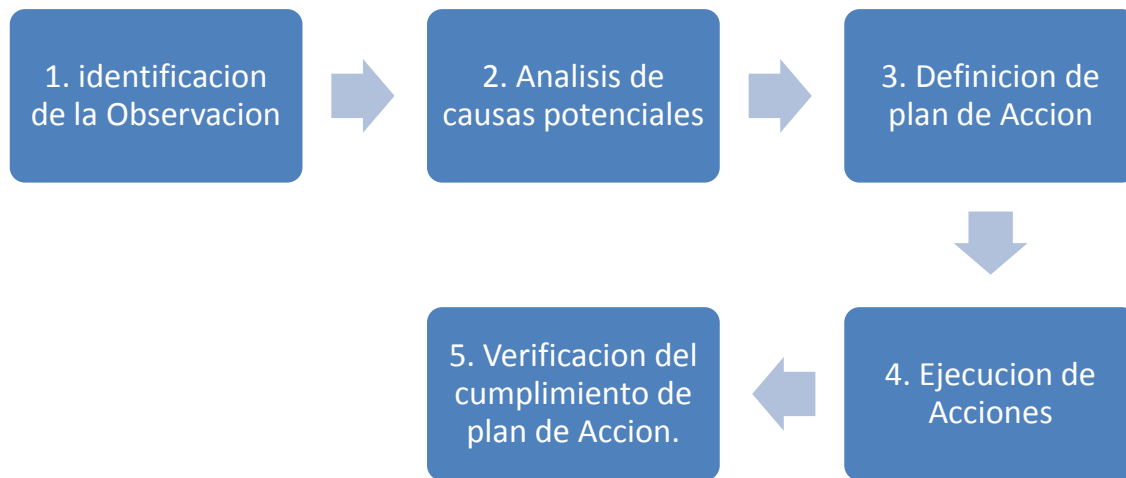 1. identificacion
de la Observacion
2. Analisis de
causas potenciales
3. Definicion de
plan de Accion
4. Ejecucion de
Acciones
5. Verificacion del
cumplimiento de
plan de Accion.